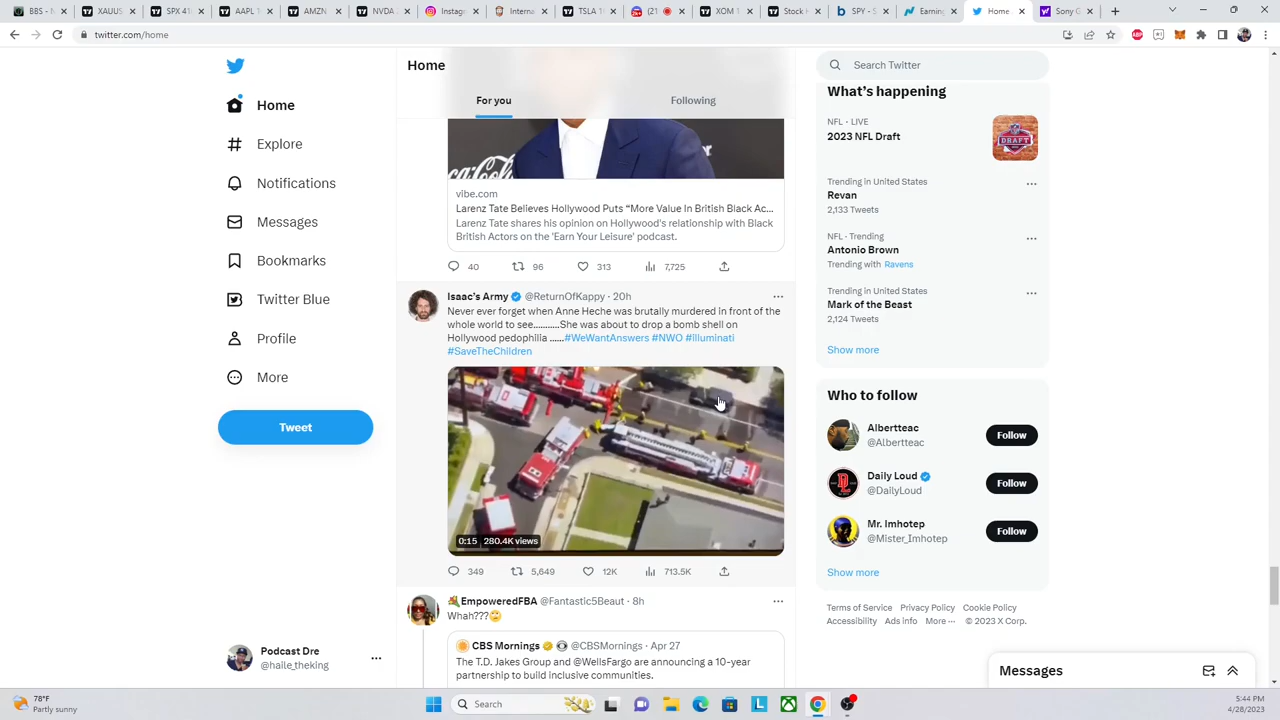 BBS - N
XAUUS
SPX 41
AAPL 1
AMZN
NVDA
Instag
Interna
TSLA 1
(21
XOM 1
Stock H
SPY - S
Earning
Home
Sony G
twitter.com/home
Home
Explore
Notifications
Messages
Bookmarks
Twitter Blue
Profile
More
Tweet
Podcast Dre
@haile_theking
Home
For you
Following
Coca-Cola
vibe.com
Larenz Tate Believes Hollywood Puts “More Value In British Black Ac...
Larenz Tate shares his opinion on Hollywood's relationship with Black
British Actors on the 'Earn Your Leisure' podcast.
40 96 313 7,725
Isaac’s Army @ReturnOfKappy · 20h
Never ever forget when Anne Heche was brutally murdered in front of the
whole world to see...........She was about to drop a bomb shell on
Hollywood pedophilia ......#WeWantAnswers #NWO #Illuminati
#SaveTheChildren
0:15 280.4K views
349 5,649 12K 713.5K
EmpoweredFBA @Fantastic5Beaut · 8h
Whah???
CBS Mornings @CBSMornings · Apr 27
The T.D. Jakes Group and @WellsFargo are announcing a 10-year
partnership to build inclusive communities.
Search Twitter
What’s happening
NFL · LIVE
2023 NFL Draft
DRAFT
Trending in United States
Revan
2,133 Tweets
NFL · Trending
Antonio Brown
Trending with Ravens
Trending in United States
Mark of the Beast
2,124 Tweets
Show more
Who to follow
Albertteac
@Albertteac
Follow
Daily Loud
@DailyLoud
Follow
Mr. Imhotep
@Mister_Imhotep
Follow
Show more
Terms of Service Privacy Policy Cookie Policy
Accessibility Ads info More ··· © 2023 X Corp.
Messages
78°F
Partly sunny
Search
5:44 PM
4/28/2023